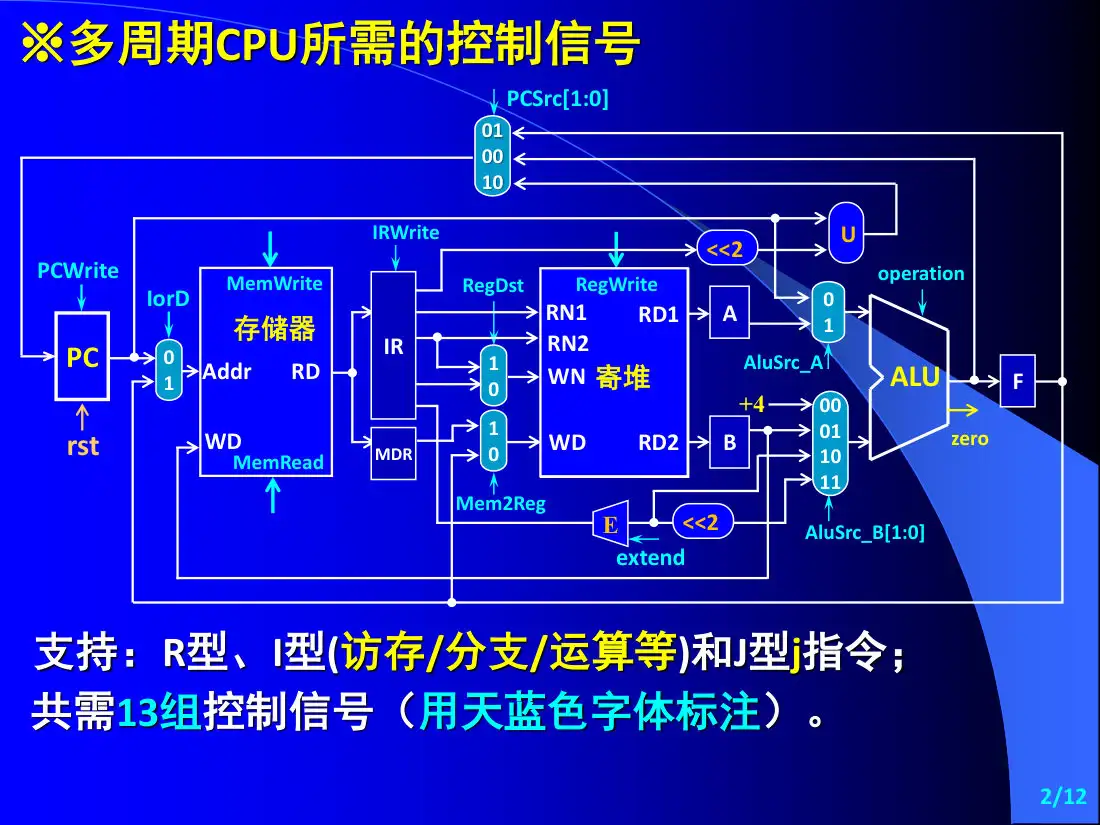 ※多周期CPU所需的控制信号
PCSrc[1:0]
01
00
10
IRWrite
<<2
U
PCWrite
IorD
MemWrite
RegDst
RegWrite
operation
存储器
IR
RN1
RD1
A
0
1
RN2
PC
0
1
Addr
RD
1
0
WN
寄堆
AluSrc_A
ALU
F
+4
00
01
10
11
rst
WD
MemRead
MDR
1
0
WD
RD2
B
zero
Mem2Reg
E
<<2
extend
AluSrc_B[1:0]
支持：R型、I型(访存/分支/运算等)和J型j指令；
共需13组控制信号（用天蓝色字体标注）。
2/12